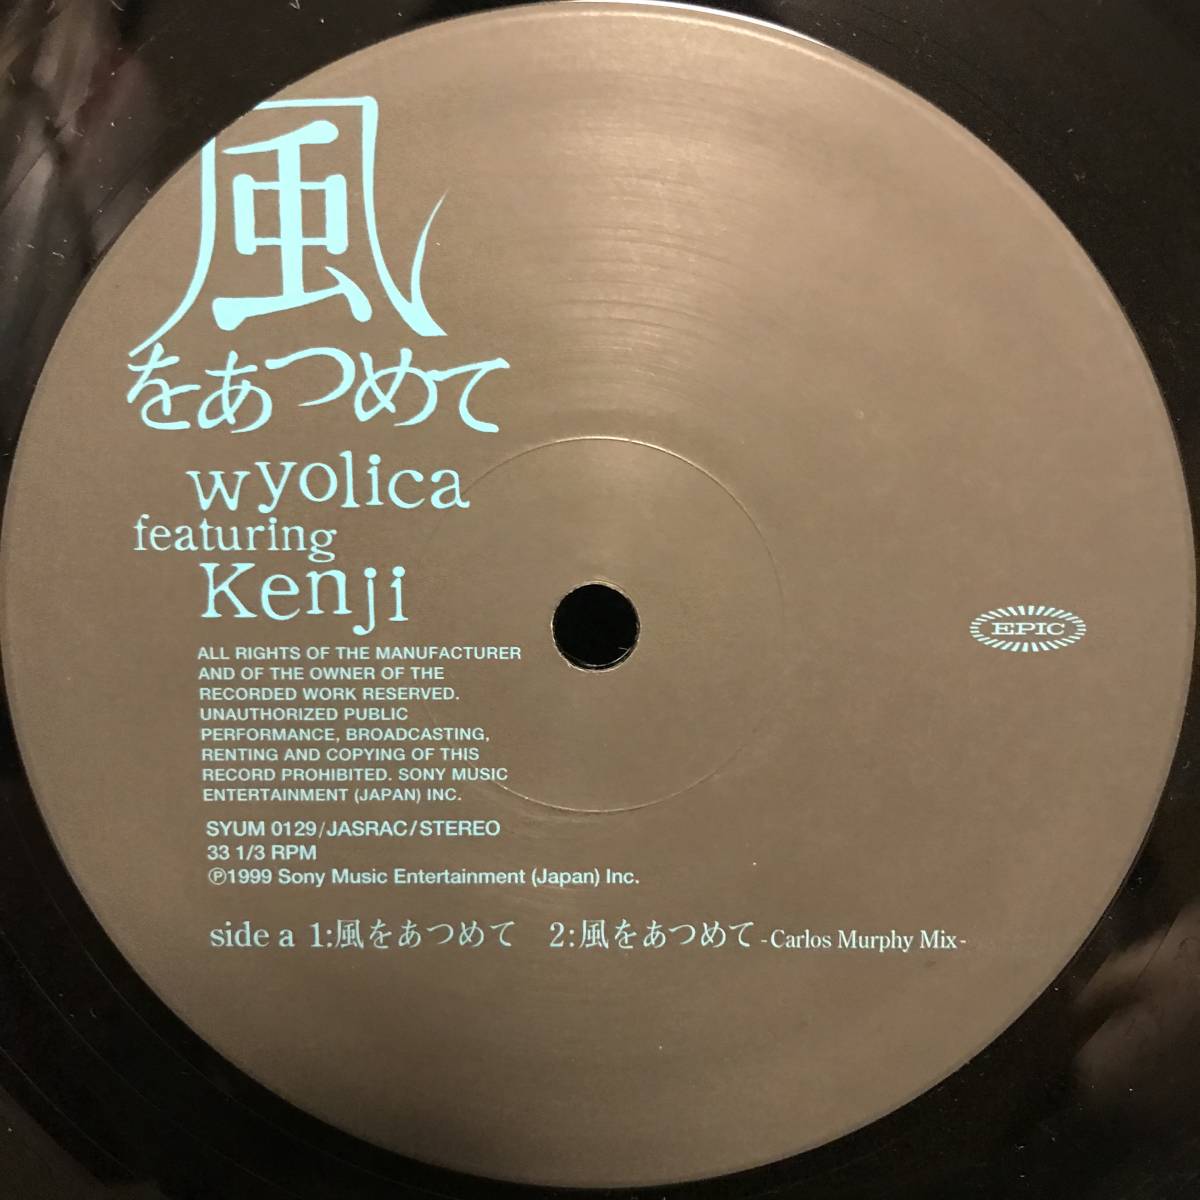 風
をあつめて
wyolica
featuring
Kenji
ALL RIGHTS OF THE MANUFACTURER
AND OF THE OWNER OF THE
RECORDED WORK RESERVED.
UNAUTHORIZED PUBLIC
PERFORMANCE, BROADCASTING,
RENTING AND COPYING OF THIS
RECORD PROHIBITED. SONY MUSIC
ENTERTAINMENT (JAPAN) INC.
SYUM 0129/JASRAC/STEREO
33 1/3 RPM
℗1999 Sony Music Entertainment (Japan) Inc.
side a 1:風をあつめて 2:風をあつめて -Carlos Murphy Mix-
EPIC